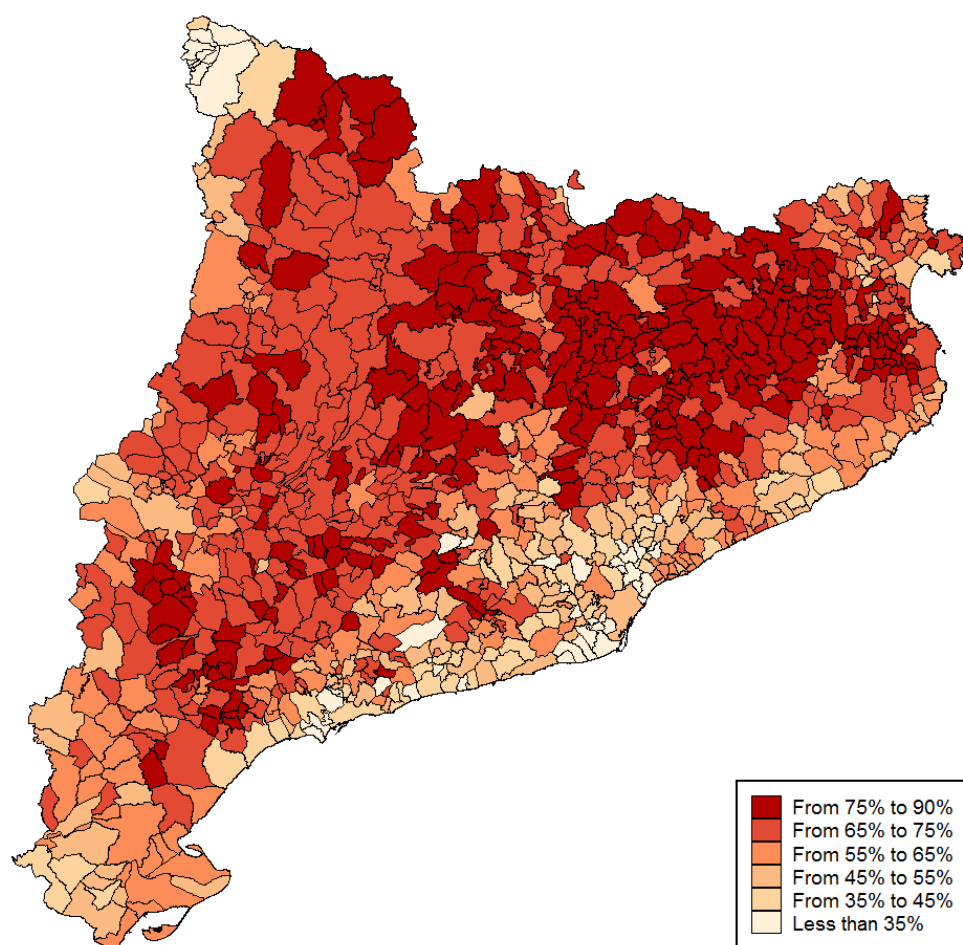 From 75% to 90%
From 65% to 75%
From 55% to 65%
From 45% to 55%
From 35% to 45%
Less than 35%